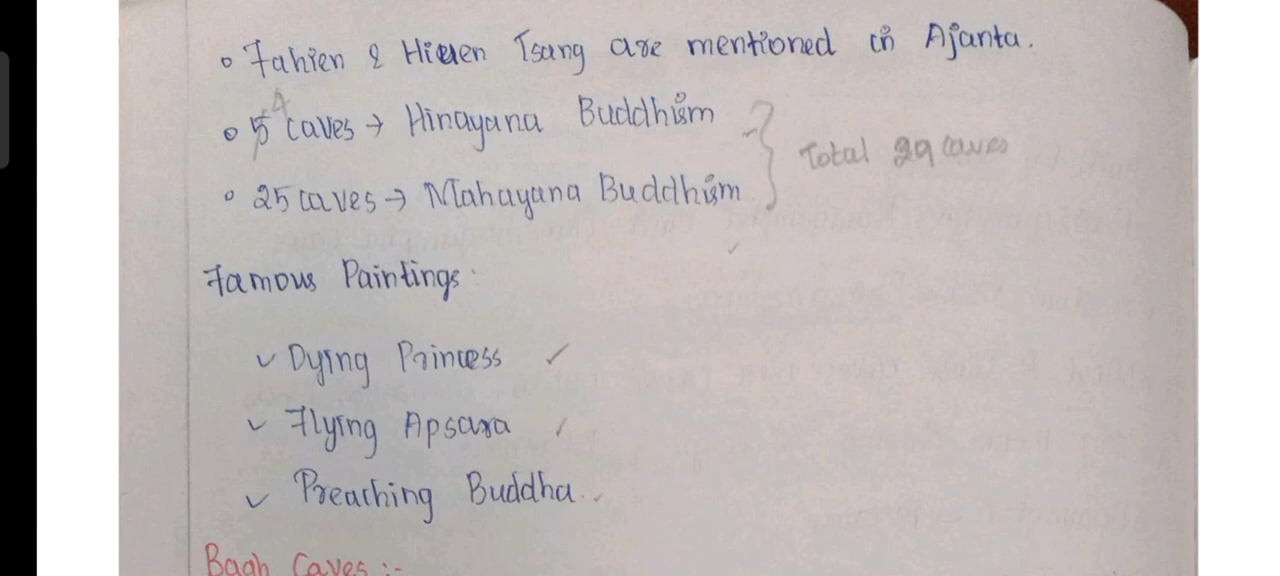 • Fahien & Hiuen Tsang are mentioned in Ajanta.
• 5 4 caves → Hinayana Buddhism
Total 29 caves
• 25 caves → Mahayana Buddhism
Famous Paintings:
✓ Dying Princess ✓
✓ Flying Apsara
✓ Preaching Buddha.
Bagh Caves :-